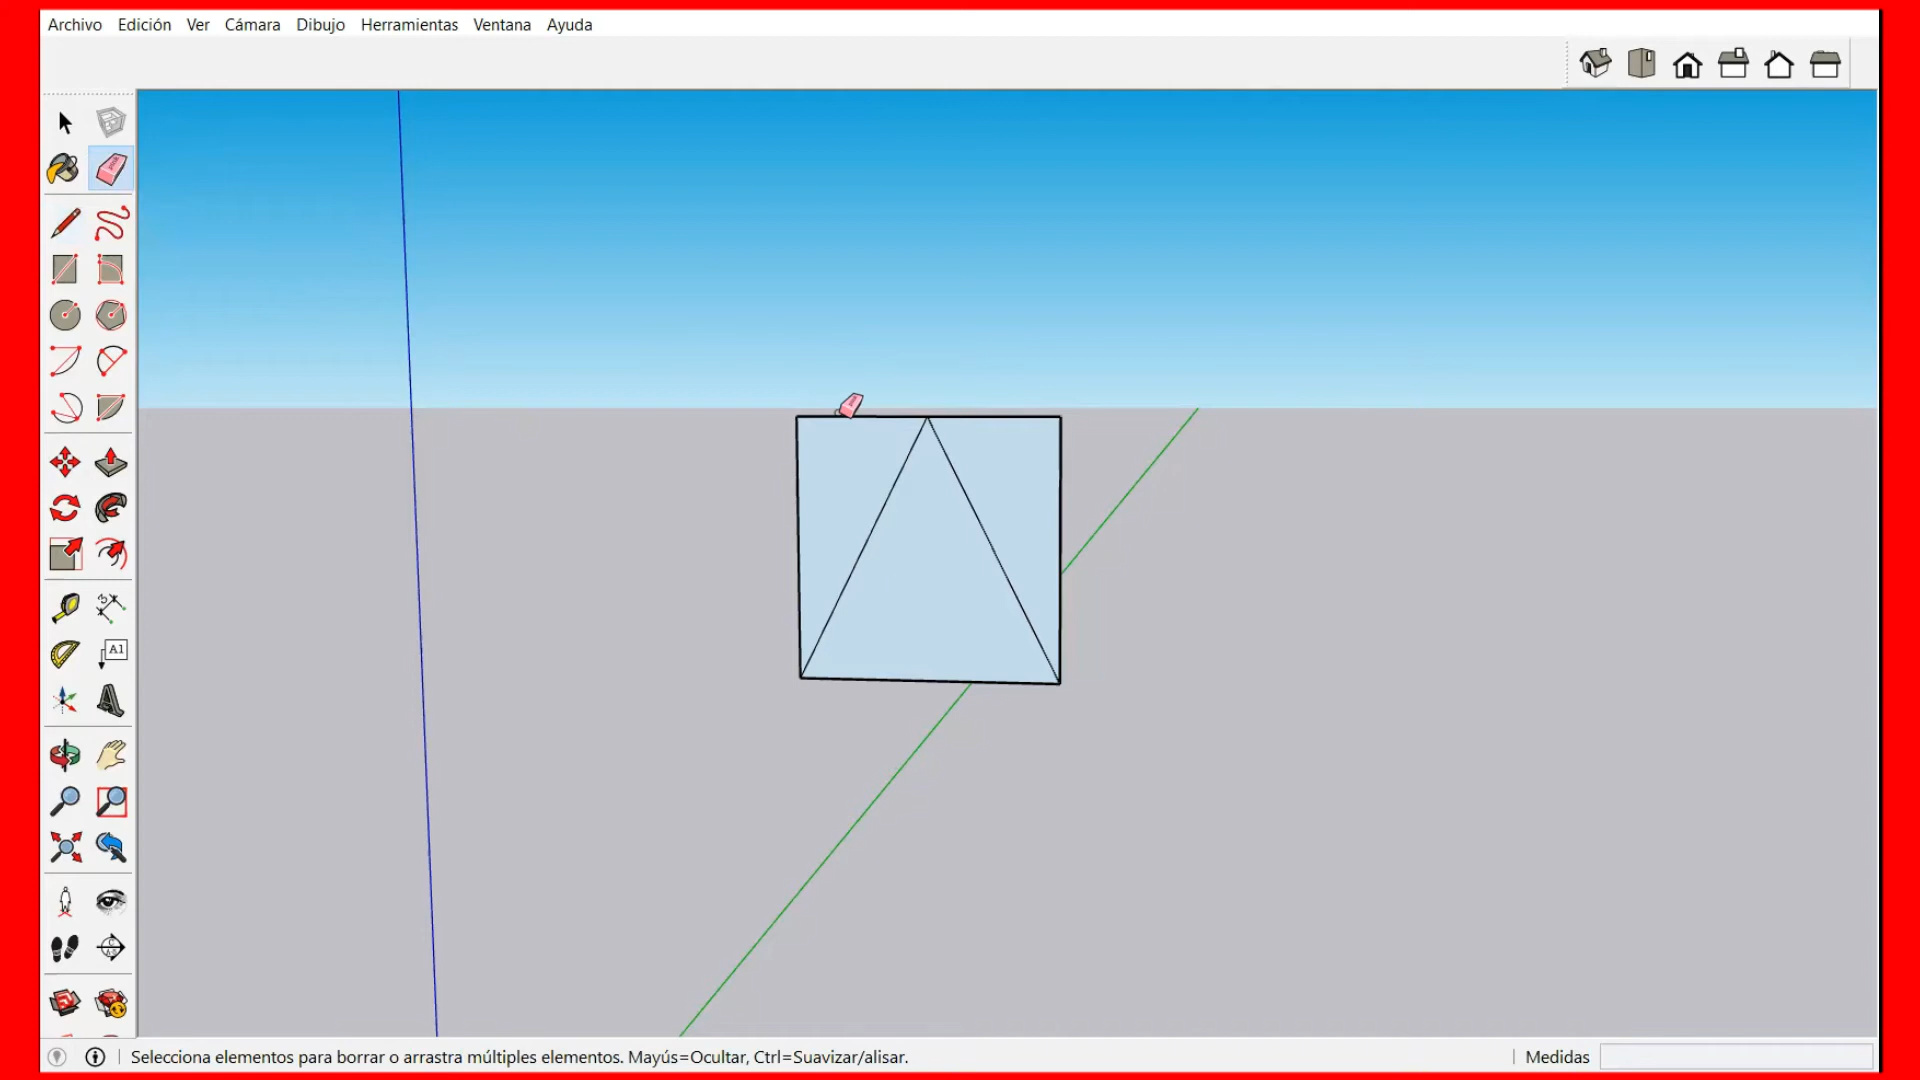 Archivo Edición Ver Cámara Dibujo Herramientas Ventana Ayuda
A1
Selecciona elementos para borrar o arrastra múltiples elementos. Mayús=Ocultar, Ctrl=Suavizar/alisar.
Medidas